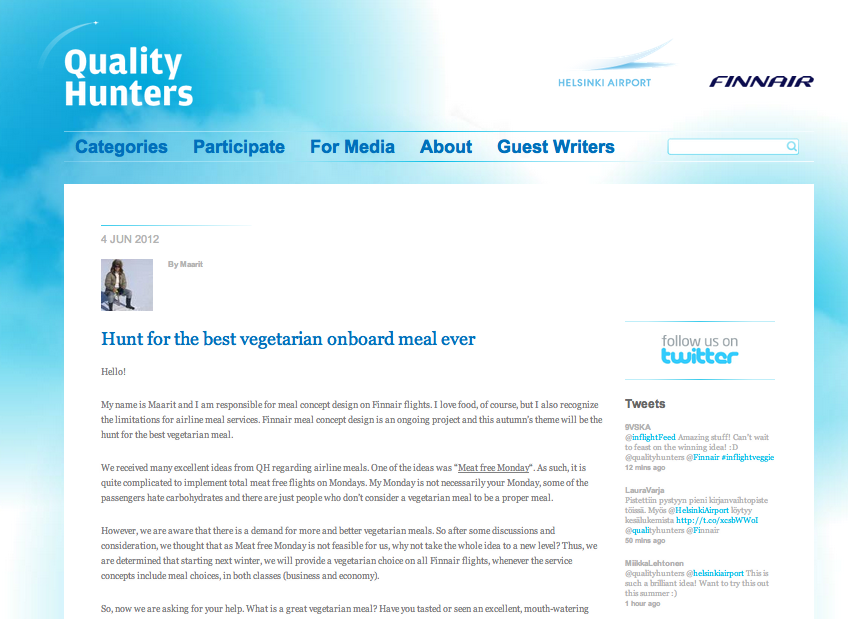 Quality
Hunters
HELSINKI AIRPORT
FINNAIR
Categories Participate For Media About Guest Writers
4 JUN 2012
By Maarit
Hunt for the best vegetarian onboard meal ever
Hello!
My name is Maarit and I am responsible for meal concept design on Finnair flights. I love food, of course, but I also recognize
the limitations for airline meal services. Finnair meal concept design is an ongoing project and this autumn's theme will be the
hunt for the best vegetarian meal.
We received many excellent ideas from QH regarding airline meals. One of the ideas was "Meat free Monday". As such, it is
quite complicated to implement total meat free flights on Mondays. My Monday is not necessarily your Monday, some of the
passengers hate carbohydrates and there are just people who don't consider a vegetarian meal to be a proper meal.
However, we are aware that there is a demand for more and better vegetarian meals. So after some discussions and
consideration, we thought that as Meat free Monday is not feasible for us, why not take the whole idea to a new level? Thus, we
are determined that starting next winter, we will provide a vegetarian choice on all Finnair flights, whenever the service
concepts include meal choices, in both classes (business and economy).
So, now we are asking for your help. What is a great vegetarian meal? Have you tasted or seen an excellent, mouth-watering
follow us on
twitter
Tweets
9VSKA
@inflightFeed Amazing stuff! Can't wait
to feast on the winning idea! :D
@qualityhunters @Finnair #inflightveggie
12 mins ago
LauraVarja
Pistettiin pystyyn pieni kirjanvaihtopiste
töissä. Myös @HelsinkiAirport löytyy
kesälukemista http://t.co/xcsbWWoI
@qualityhunters @Finnair
50 mins ago
MiikkaLehtonen
@qualityhunters @helsinkiairport This is
such a brilliant idea! Want to try this out
this summer :)
1 hour ago